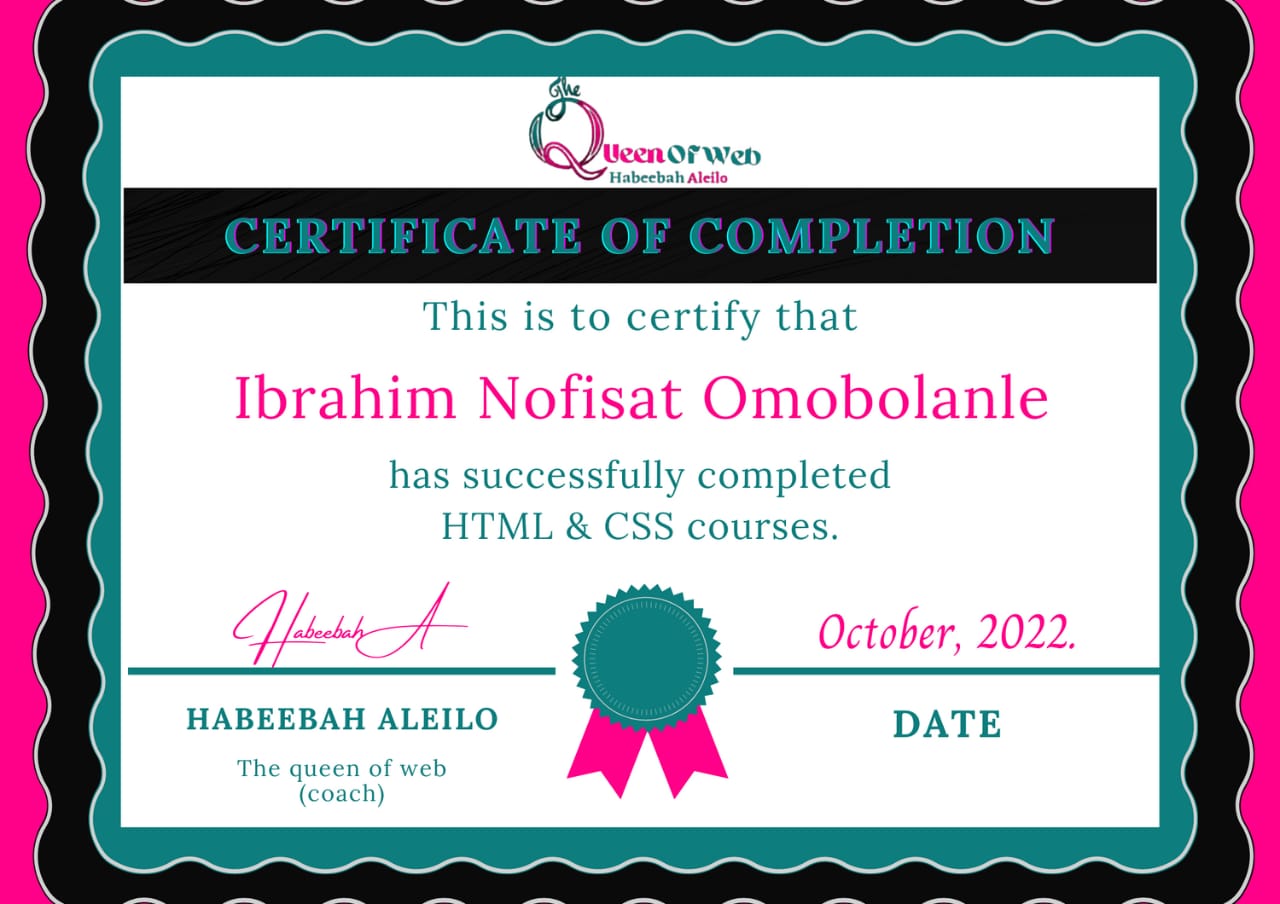 The
Queen Of Web
Habeebah Aleilo
CERTIFICATE OF COMPLETION
This is to certify that
Ibrahim Nofisat Omobolanle
has successfully completed
HTML & CSS courses.
Habeebah A
October, 2022.
HABEEBAH ALEILO
DATE
The queen of web
(coach)